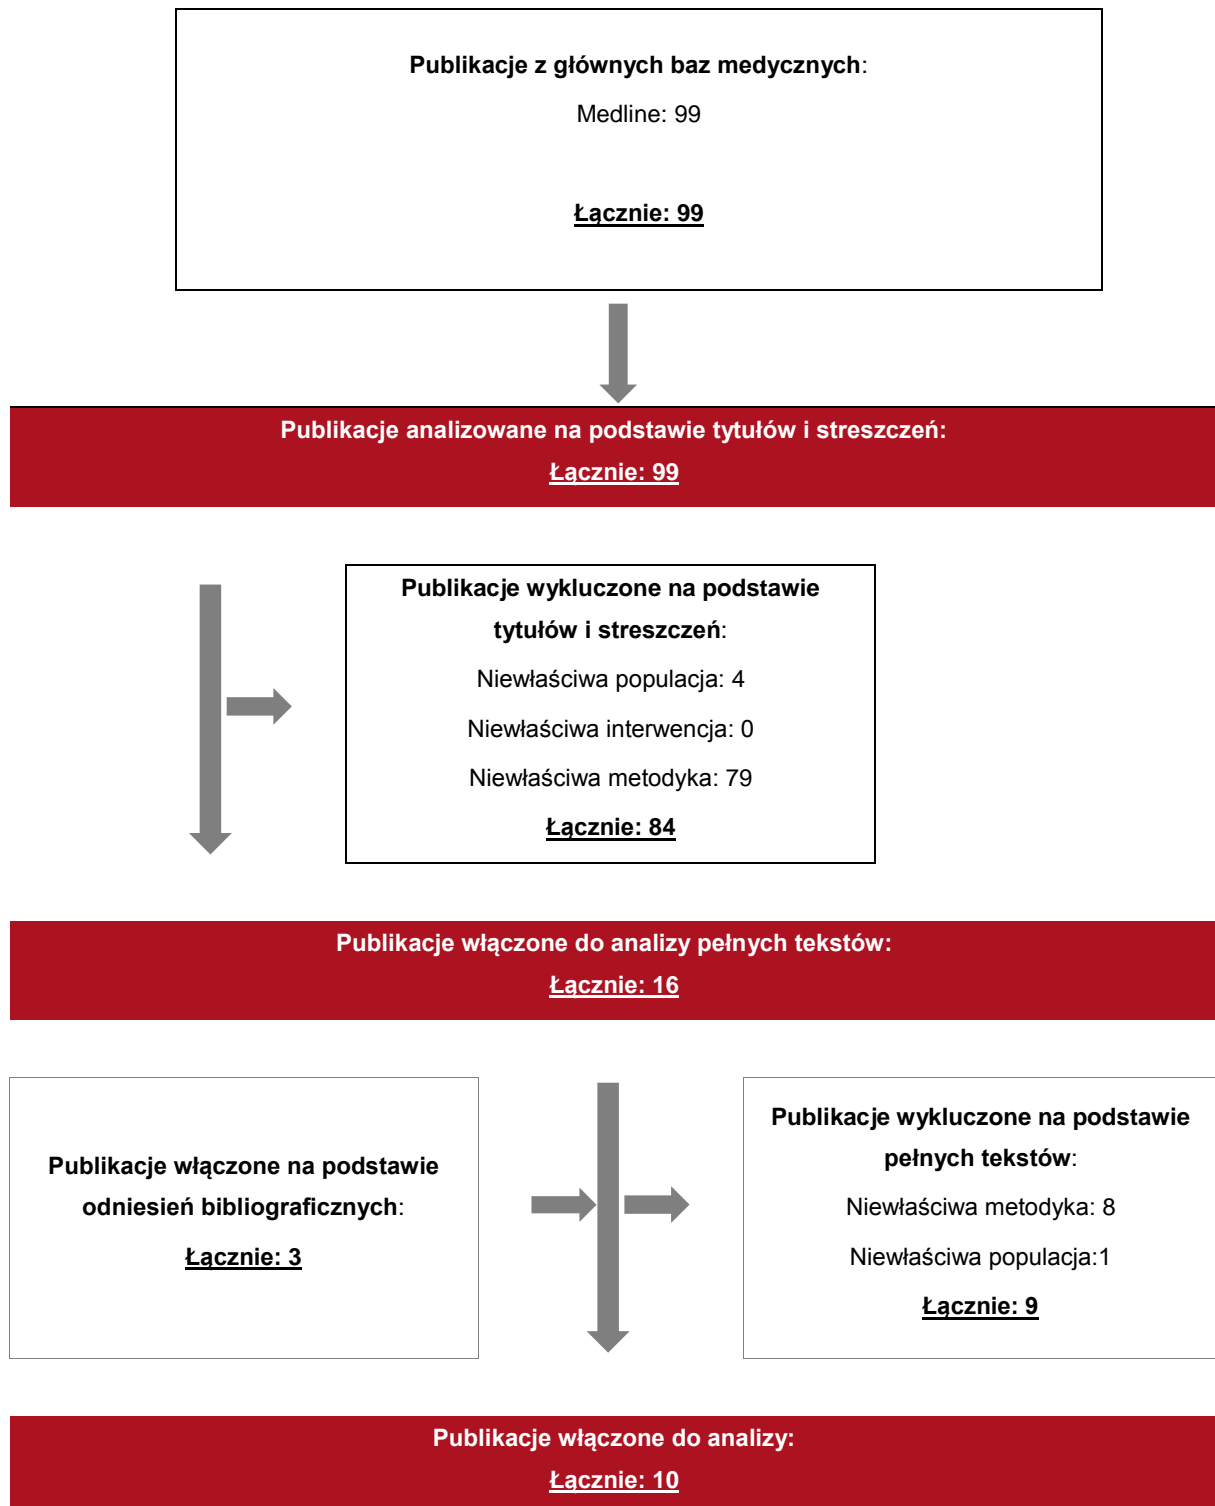 Publikacje z głównych baz medycznych:
Medline: 99
Łącznie: 99
Publikacje analizowane na podstawie tytułów i streszczeń:
Łącznie: 99
Publikacje wykluczone na podstawie
tytułów i streszczeń:
Niewłaściwa populacja: 4
Niewłaściwa interwencja: 0
Niewłaściwa metodyka: 79
Łącznie: 84
Publikacje włączone do analizy pełnych tekstów:
Łącznie: 16
Publikacje włączone na podstawie
odniesień bibliograficznych:
Łącznie: 3
Publikacje wykluczone na podstawie
pełnych tekstów:
Niewłaściwa metodyka: 8
Niewłaściwa populacja:1
Łącznie: 9
Publikacje włączone do analizy:
Łącznie: 10